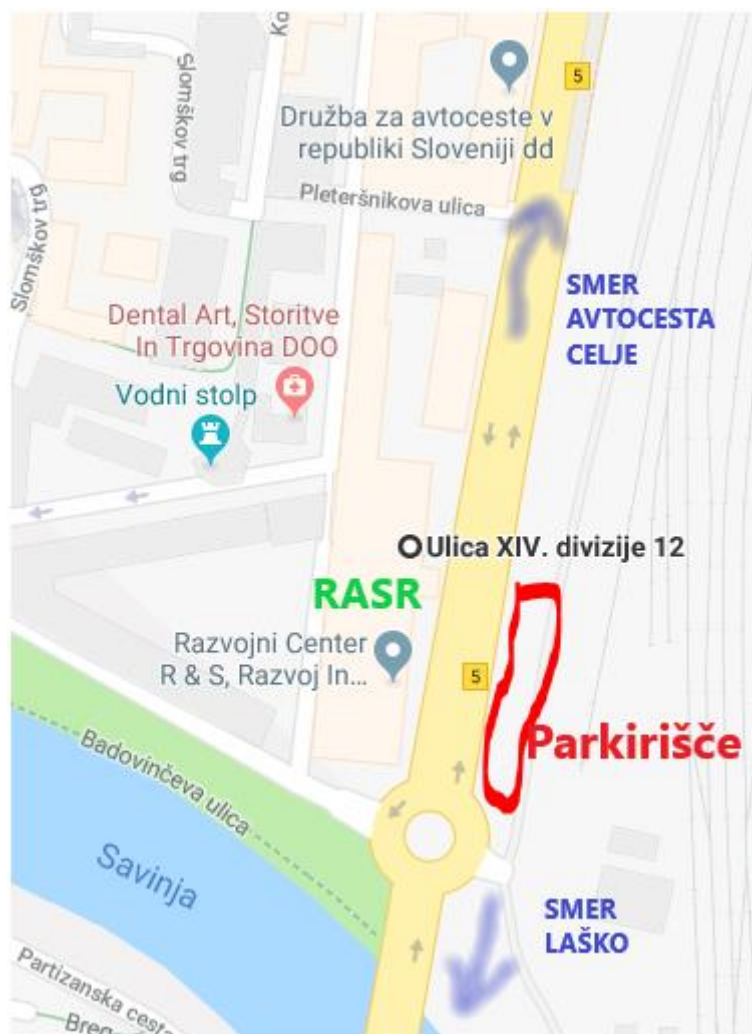 Ko
Slomškov trg
5
Družba za avtoceste v
republiki Sloveniji dd
Pleteršnikova ulica
Slomškov trg
SMER
AVTOCESTA
CELJE
Dental Art, Storitve
In Trgovina DOO
Vodni stolp
Ulica XIV. divizije 12
RASR
Razvojni Center
R & S, Razvoj In...
5
Parkirišče
Badovinčeva ulica
Savinja
SMER
LAŠKO
Partizanska cesta
Breg